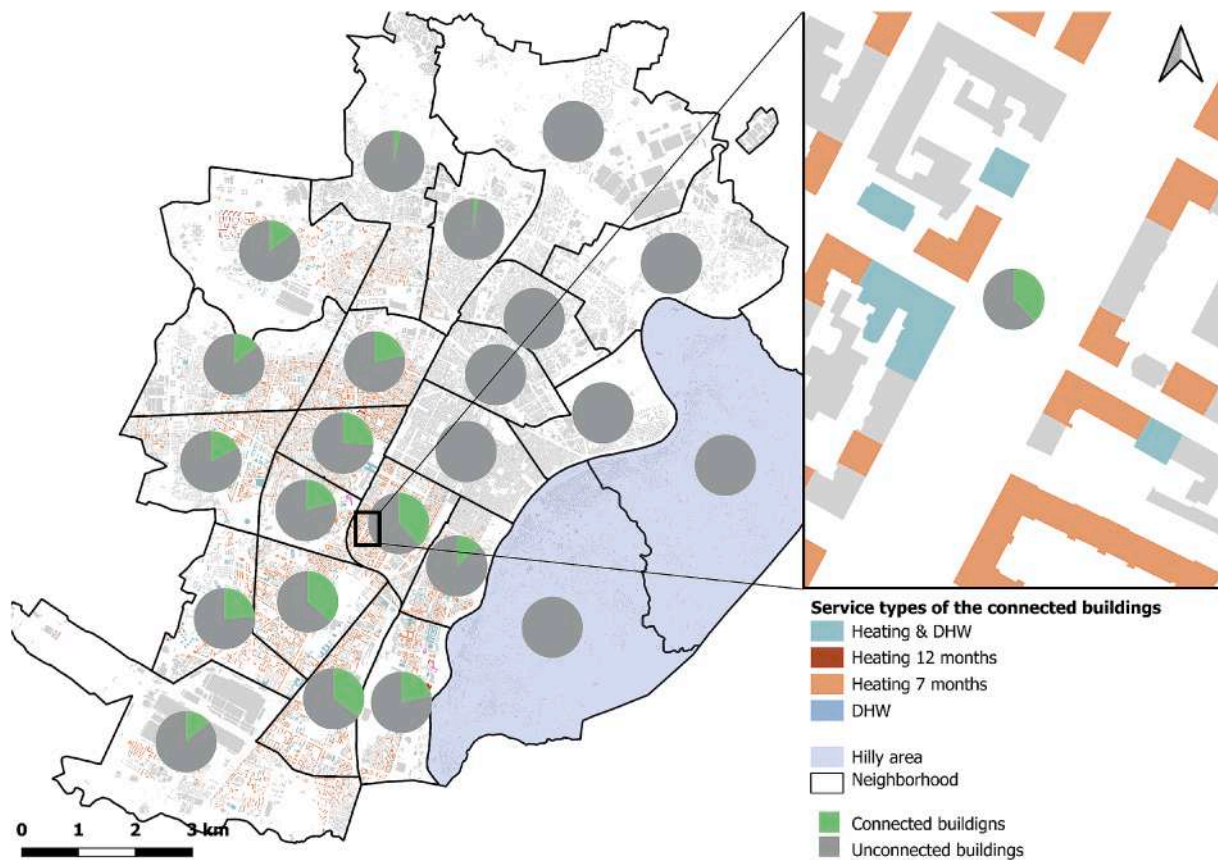 Service types of the connected buildings
Heating & DHW
Heating 12 months
Heating 7 months
DHW
Hilly area
Neighborhood
Connected buildigns
Unconnected buildings
0 1 2 3 km